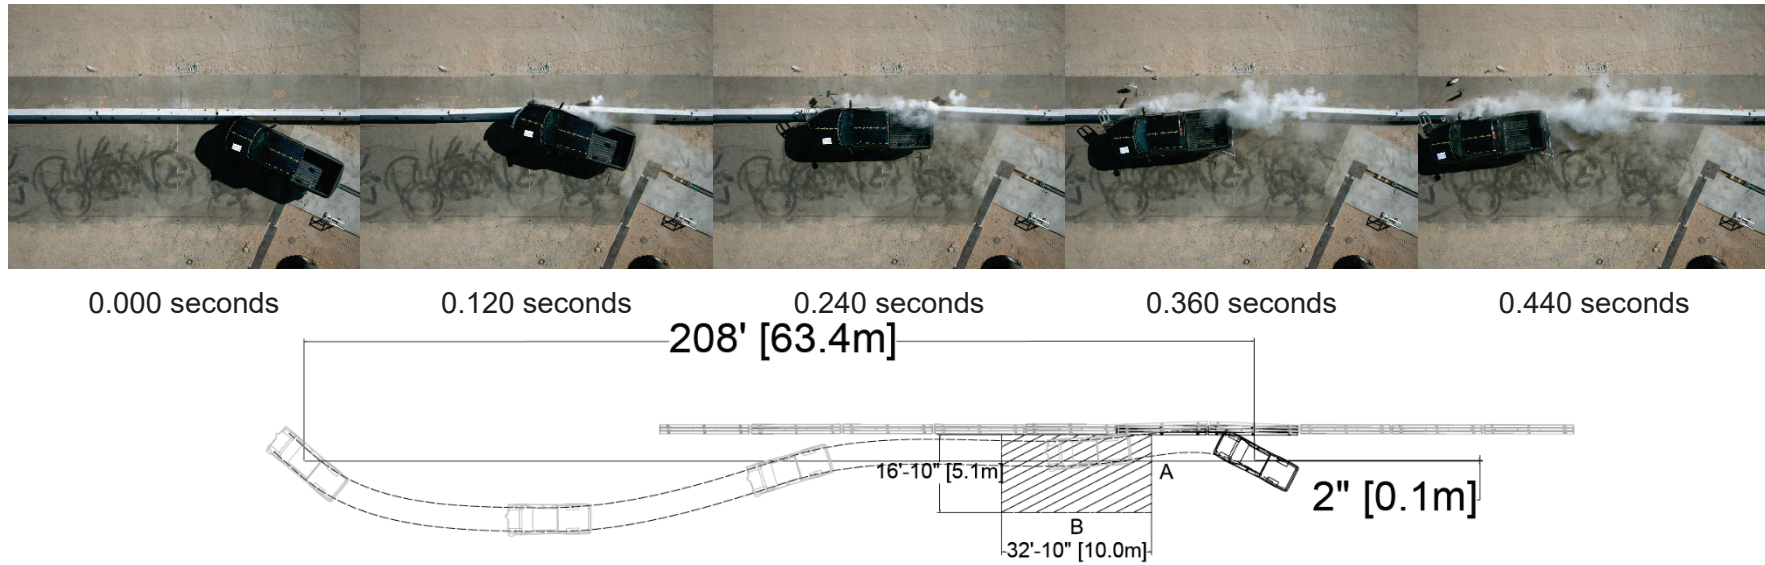 0.000 seconds
0.120 seconds
0.240 seconds
0.360 seconds
0.440 seconds
208' [63.4m]
16'-10" [5.1m]
A
2" [0.1m]
B
32'-10" [10.0m]